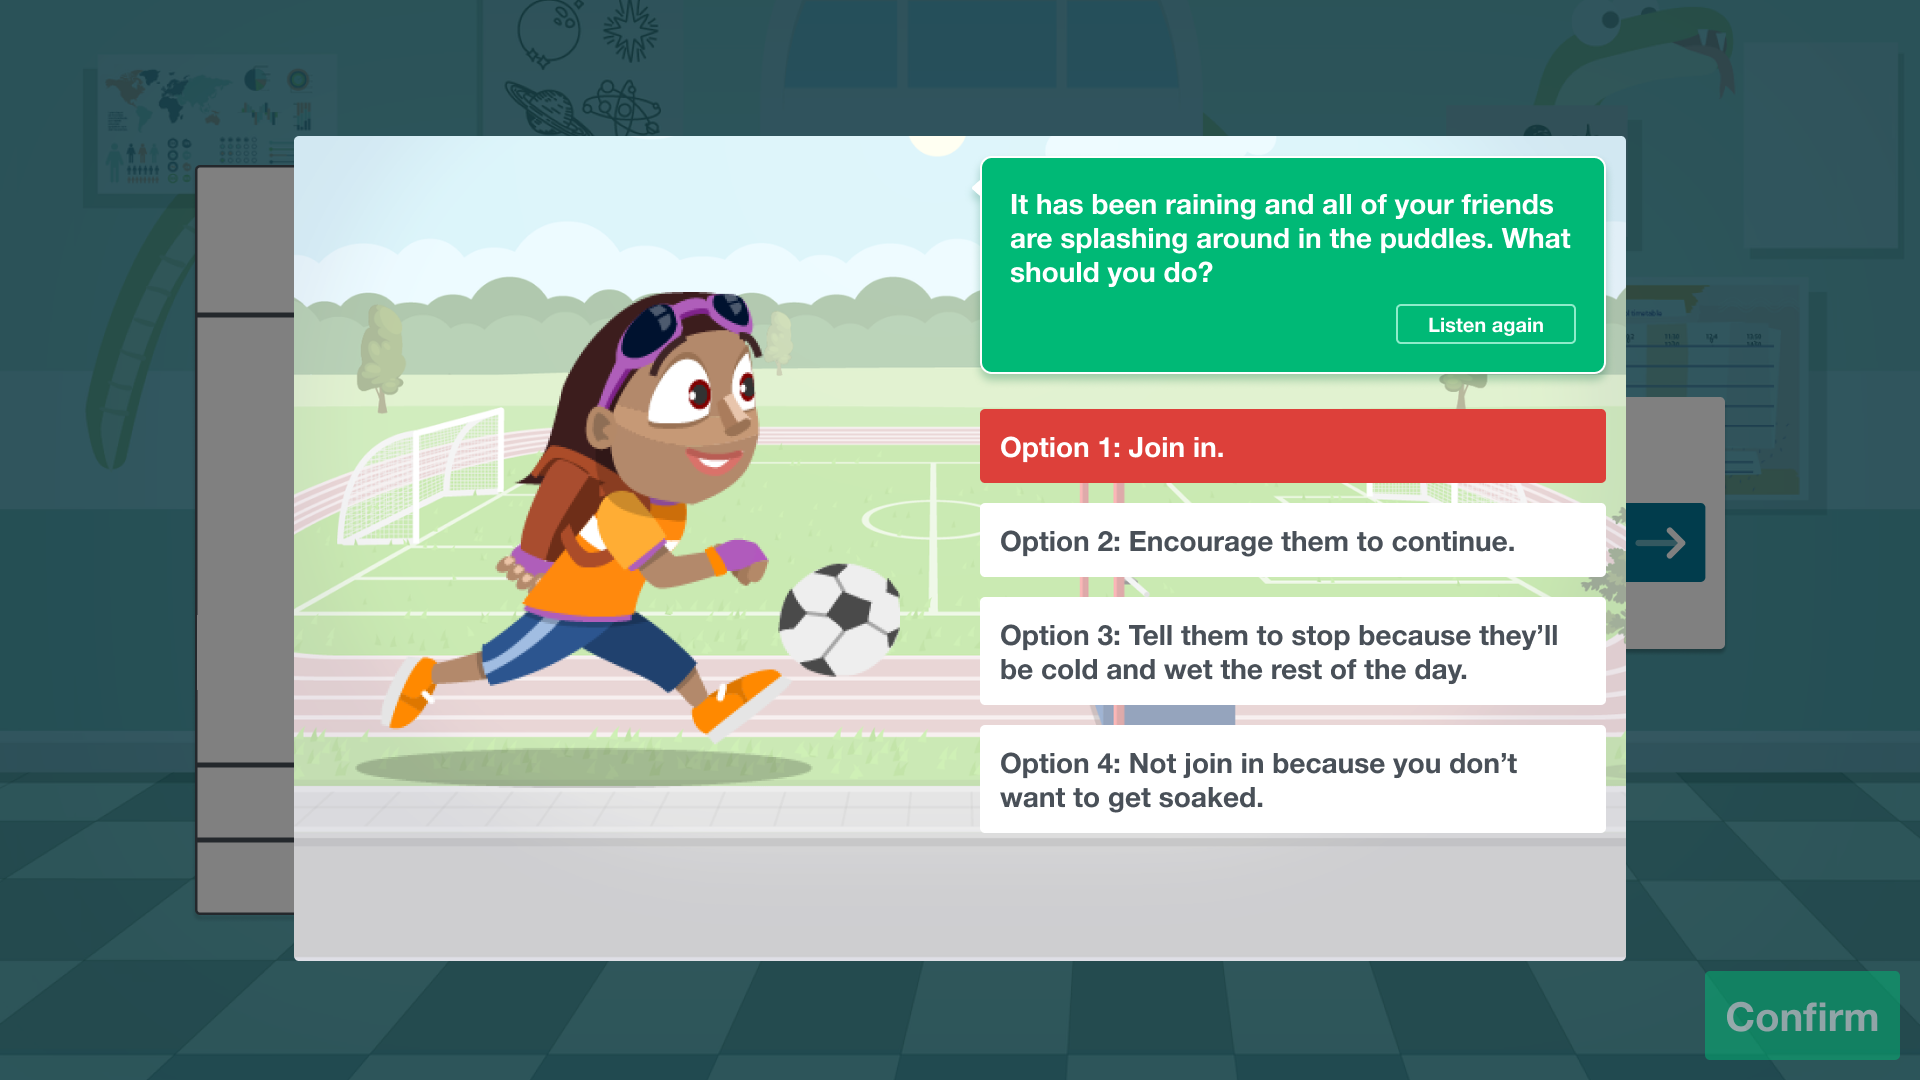 It has been raining and all of your friends
are splashing around in the puddles. What
should you do?
Listen again
Option 1: Join in.
Option 2: Encourage them to continue.
Option 3: Tell them to stop because they’ll
be cold and wet the rest of the day.
Option 4: Not join in because you don’t
want to get soaked.
Confirm